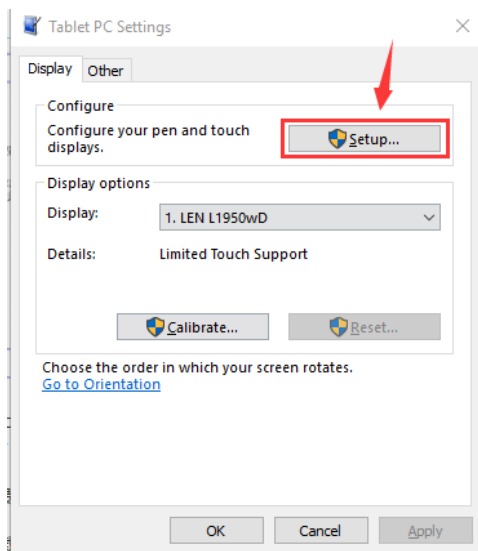 Tablet PC Settings
Display Other
Configure
Configure your pen and touch
displays.
Setup...
Display options
Display: 1. LEN L1950wD
Details: Limited Touch Support
Calibrate... Reset...
Choose the order in which your screen rotates.
Go to Orientation
OK Cancel Apply